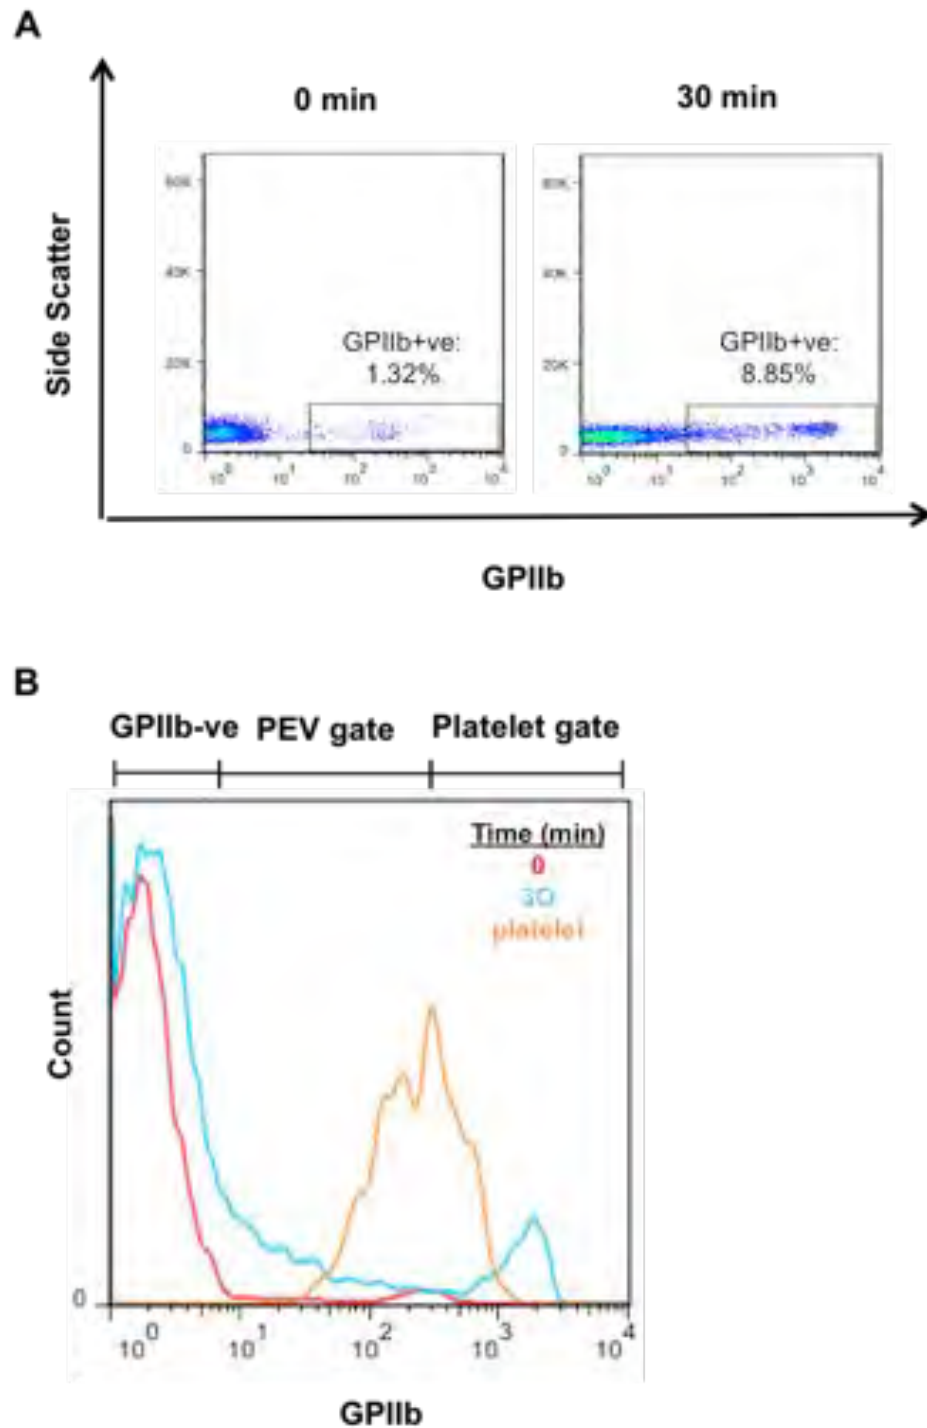 A
0 min 30 min
Side Scatter
60K
40K
20K
0
GPIIb+ve:
1.32%
10^0 10^1 10^2 10^3 10^4
60K
40K
20K
0
GPIIb+ve:
8.85%
10^0 10^1 10^2 10^3 10^4
GPIIb
B
GPIIb-ve PEV gate Platelet gate
Time (min)
0
30
platelet
Count
0
10^0 10^1 10^2 10^3 10^4
GPIIb